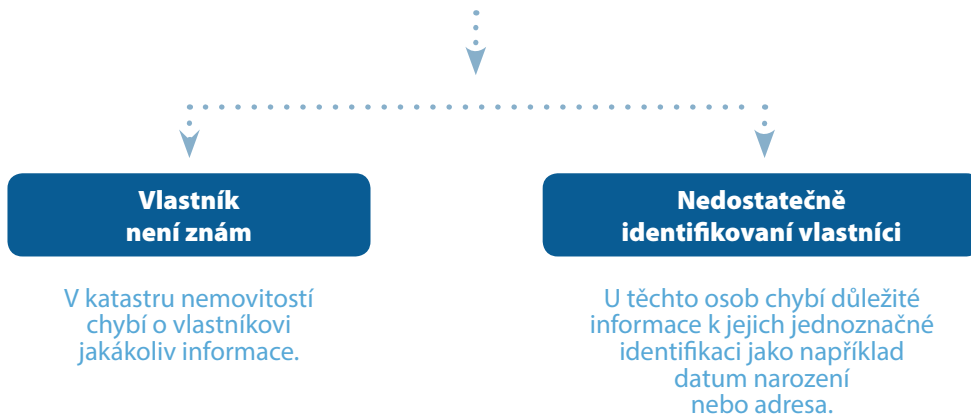 Vlastník
není znám
V katastru nemovitostí
chybí o vlastníkovi
jakákoliv informace.
Nedostatečně
identifikovaní vlastníci
U těchto osob chybí důležité
informace k jejich jednoznačné
identifikaci jako například
datum narození
nebo adresa.